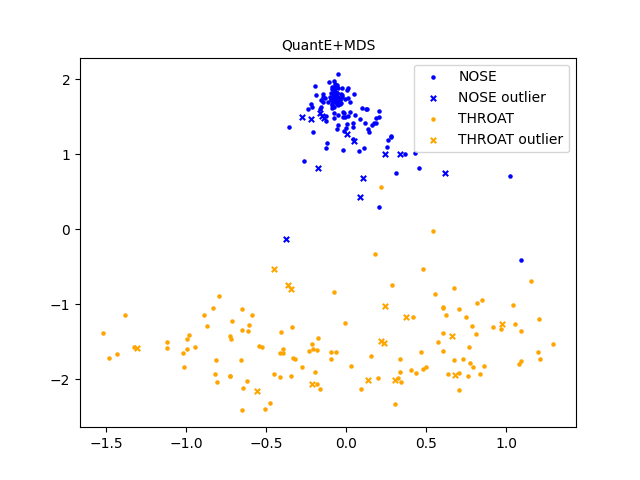 QuantE+MDS
NOSE
NOSE outlier
THROAT
THROAT outlier
2
1
0
−1
−2
−1.5
−1.0
−0.5
0.0
0.5
1.0